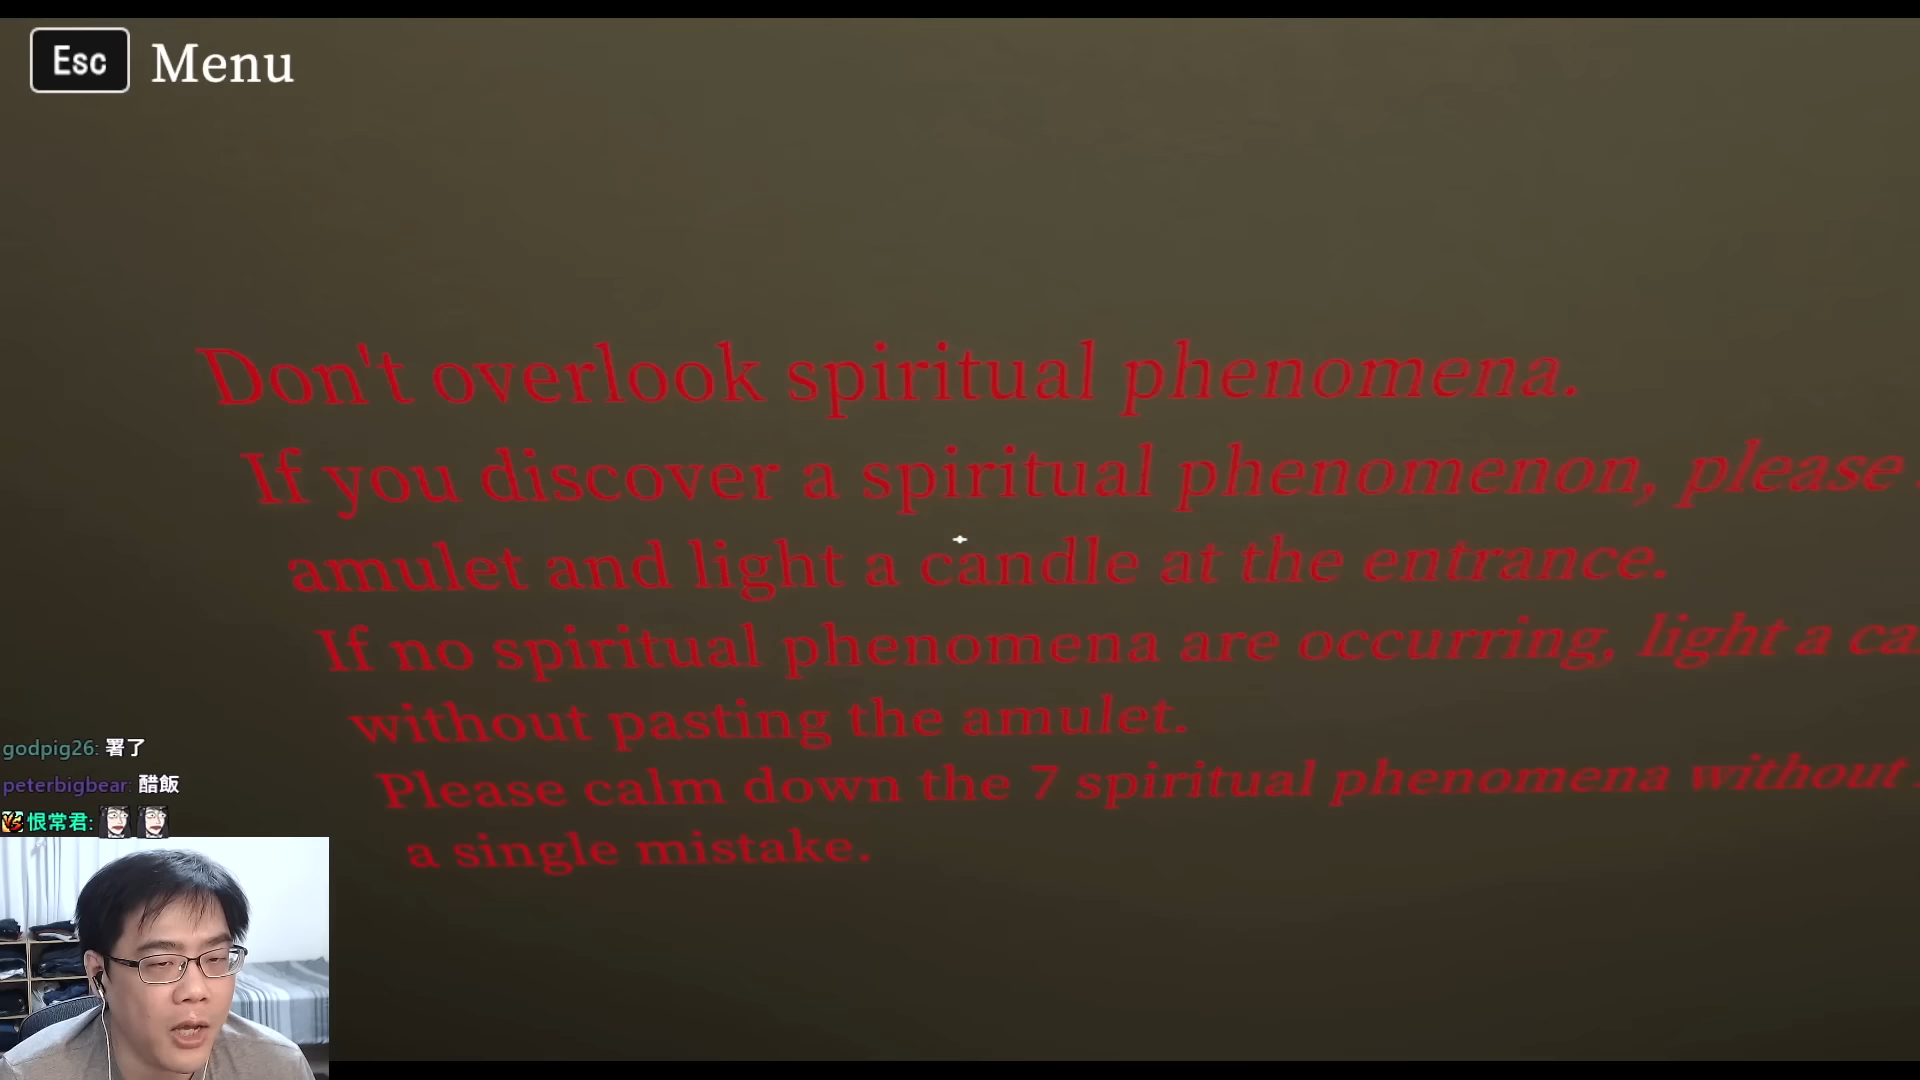 Esc Menu
Don't overlook spiritual phenomena.
If you discover a spiritual phenomenon, please
amulet and light a candle at the entrance.
If no spiritual phenomena are occurring, light a
without pasting the amulet.
Please calm down the 7 spiritual phenomena without
a single mistake.
godpig26: 署了
peterbigbear: 醋飯
恨常君: